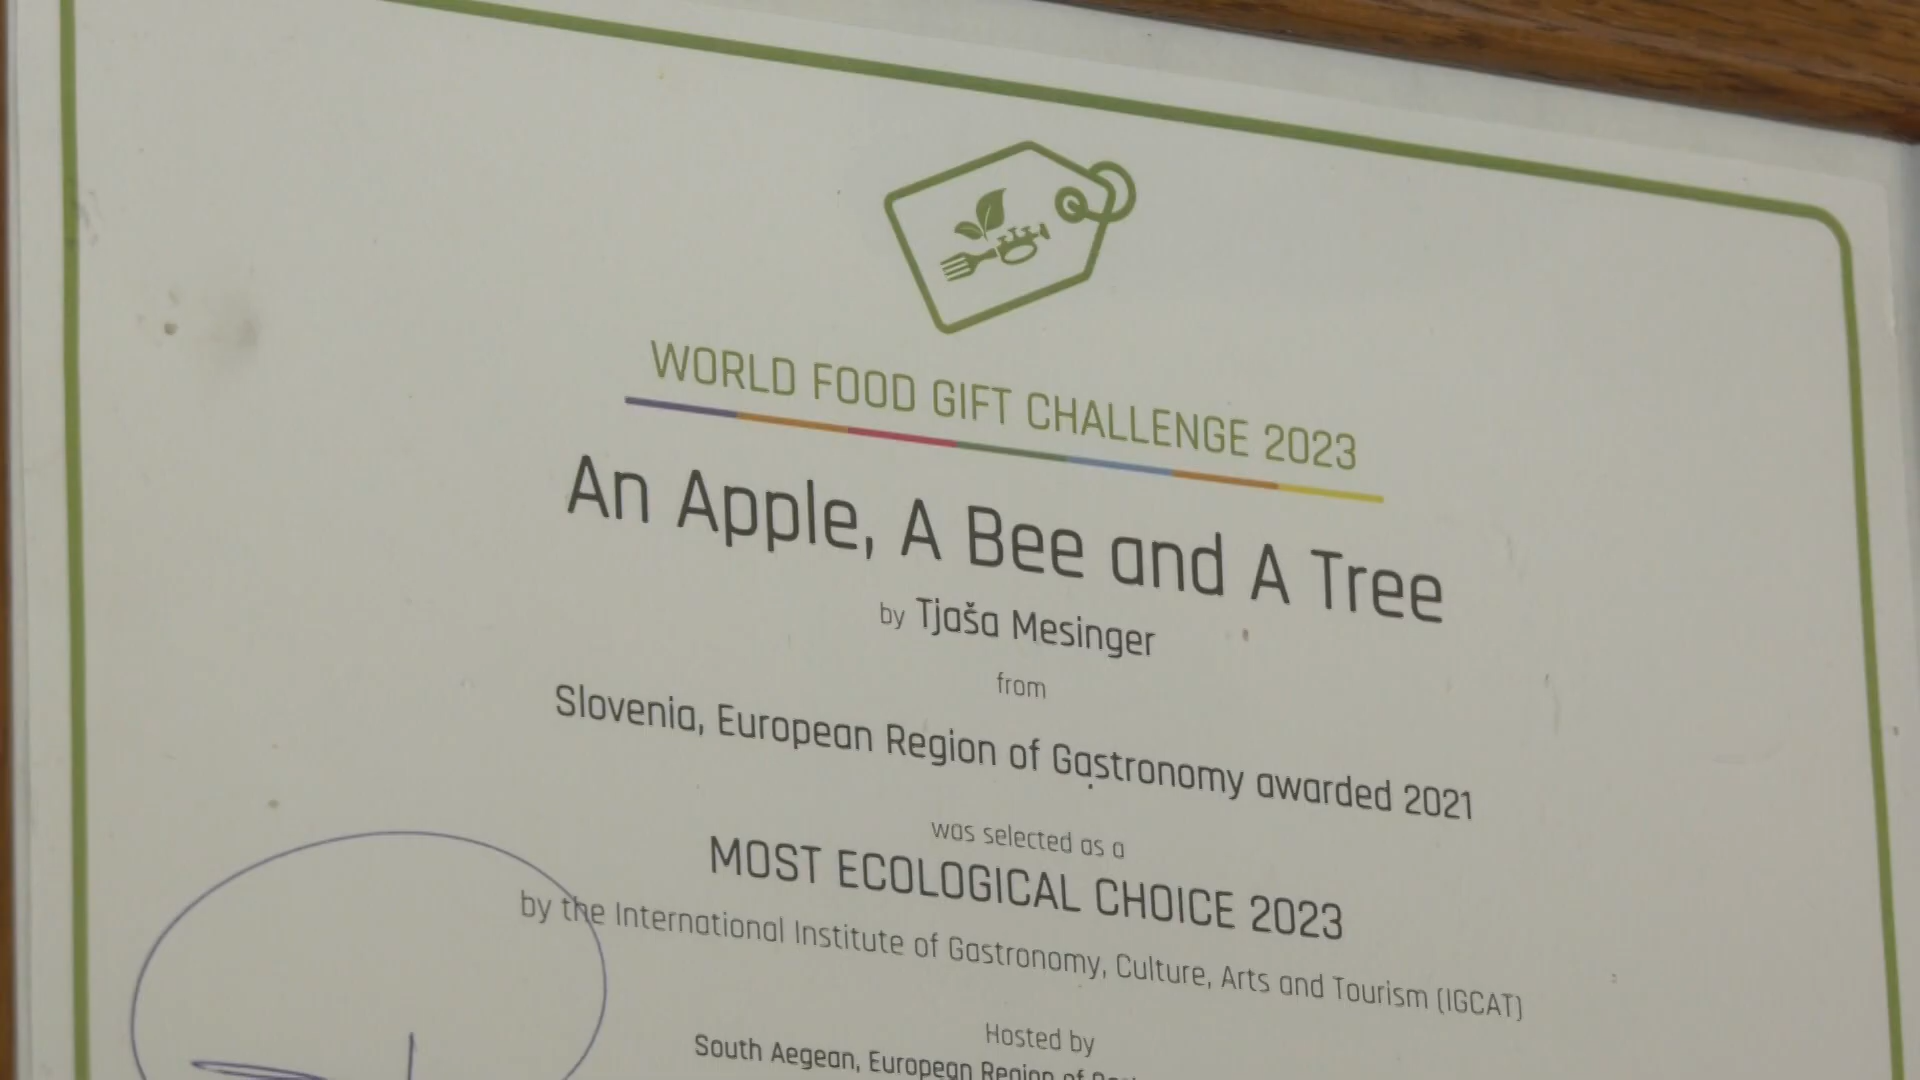 WORLD FOOD GIFT CHALLENGE 2023
An Apple, A Bee and A Tree
by Tjaša Mesinger
from
Slovenia, European Region of Gastronomy awarded 2021
was selected as a
MOST ECOLOGICAL CHOICE 2023
by the International Institute of Gastronomy, Culture, Arts and Tourism (IGCAT)
Hosted by
South Aegean, European Region of